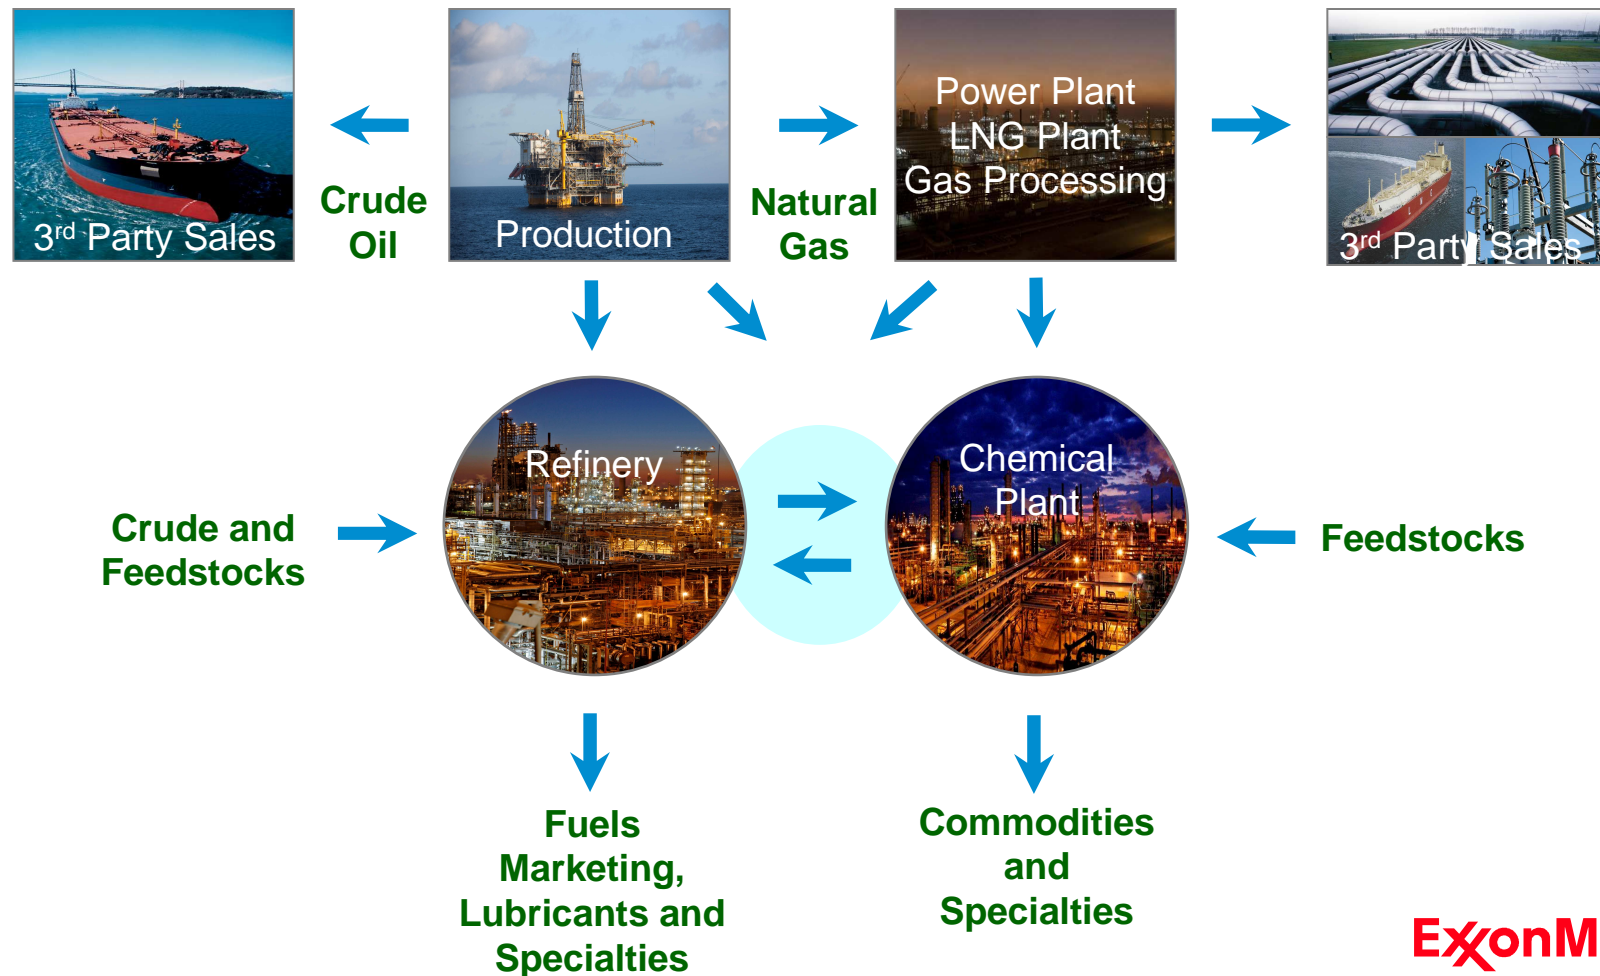 3rd Party Sales
Crude
Oil
Production
Natural
Gas
Power Plant
LNG Plant
Gas Processing
3rd Party Sales
Refinery
Chemical
Plant
Crude and
Feedstocks
Feedstocks
Fuels
Marketing,
Lubricants and
Specialties
Commodities
and
Specialties
ExxonM